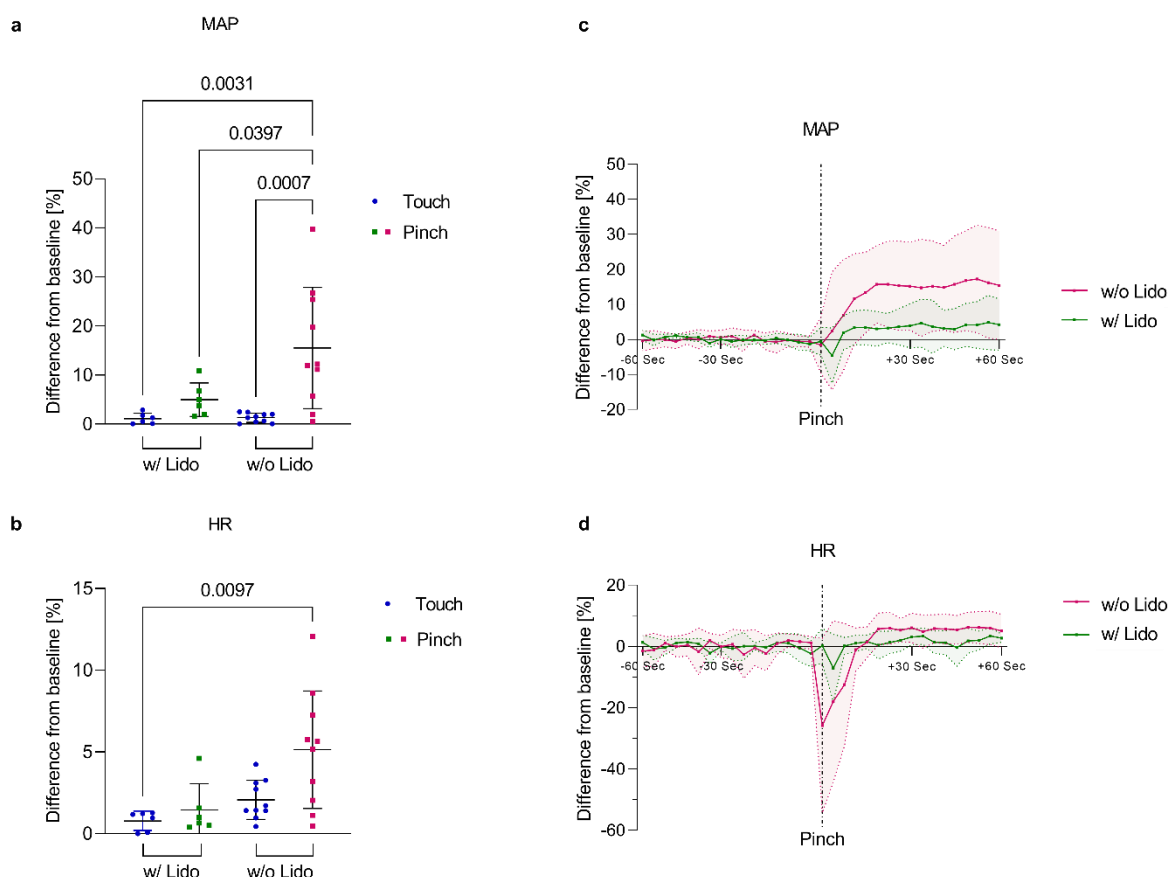 a
MAP
0.0031
0.0397
0.0007
Difference from baseline [%]
50
40
30
20
10
0
w/ Lido
w/o Lido
Touch
Pinch
c
MAP
Difference from baseline [%]
50
40
30
20
10
0
-10
-20
-60 Sec
-30 Sec
+30 Sec
+60 Sec
Pinch
w/o Lido
w/ Lido
b
HR
0.0097
Difference from baseline [%]
15
10
5
0
w/ Lido
w/o Lido
Touch
Pinch
d
HR
Difference from baseline [%]
20
0
-20
-40
-60
-60 Sec
-30 Sec
+30 Sec
+60 Sec
Pinch
w/o Lido
w/ Lido